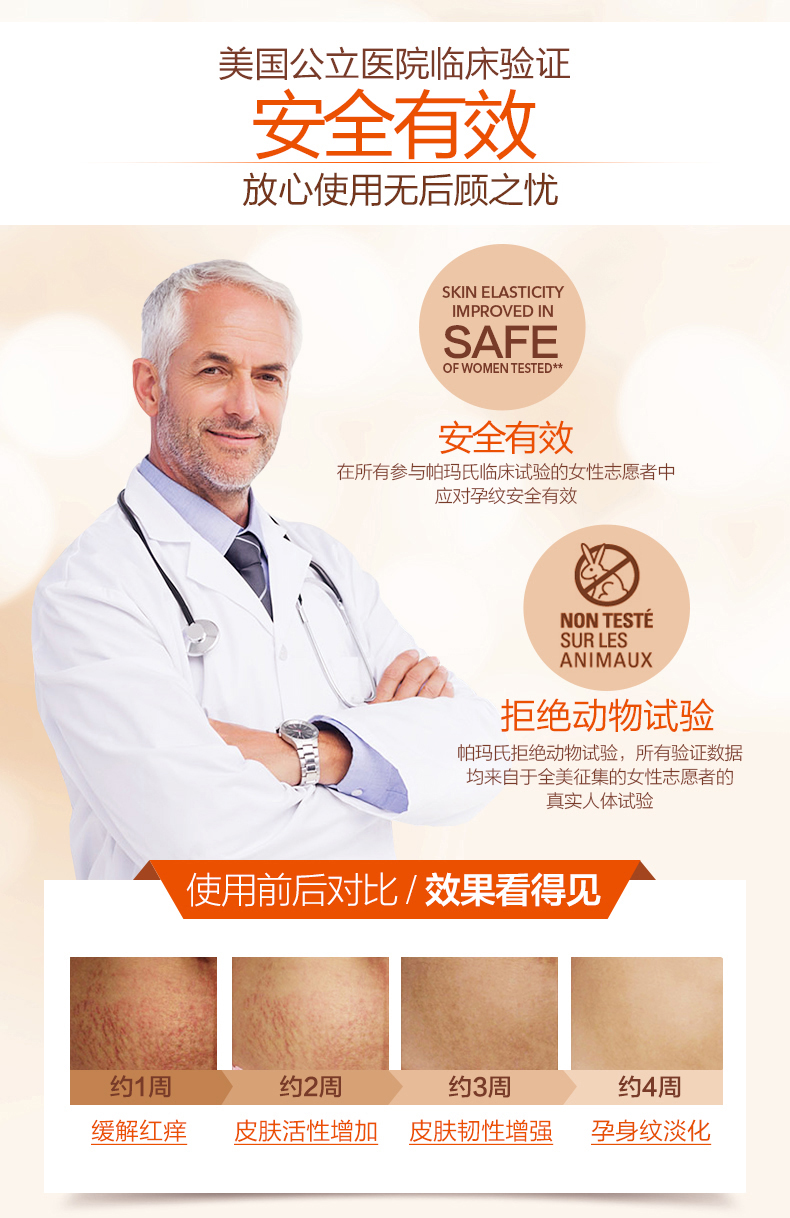 美国公立医院临床验证
安全有效
放心使用无后顾之忧
SKIN ELASTICITY
IMPROVED IN
SAFE
OF WOMEN TESTED**
安全有效
在所有参与帕玛氏临床试验的女性志愿者中
应对孕纹安全有效
NON TESTÉ
SUR LES
ANIMAUX
拒绝动物试验
帕玛氏拒绝动物试验，所有验证数据
均来自于全美征集的女性志愿者的
真实人体试验
使用前后对比 / 效果看得见
约1周 约2周 约3周 约4周
缓解红痒 皮肤活性增加 皮肤韧性增强 孕身纹淡化